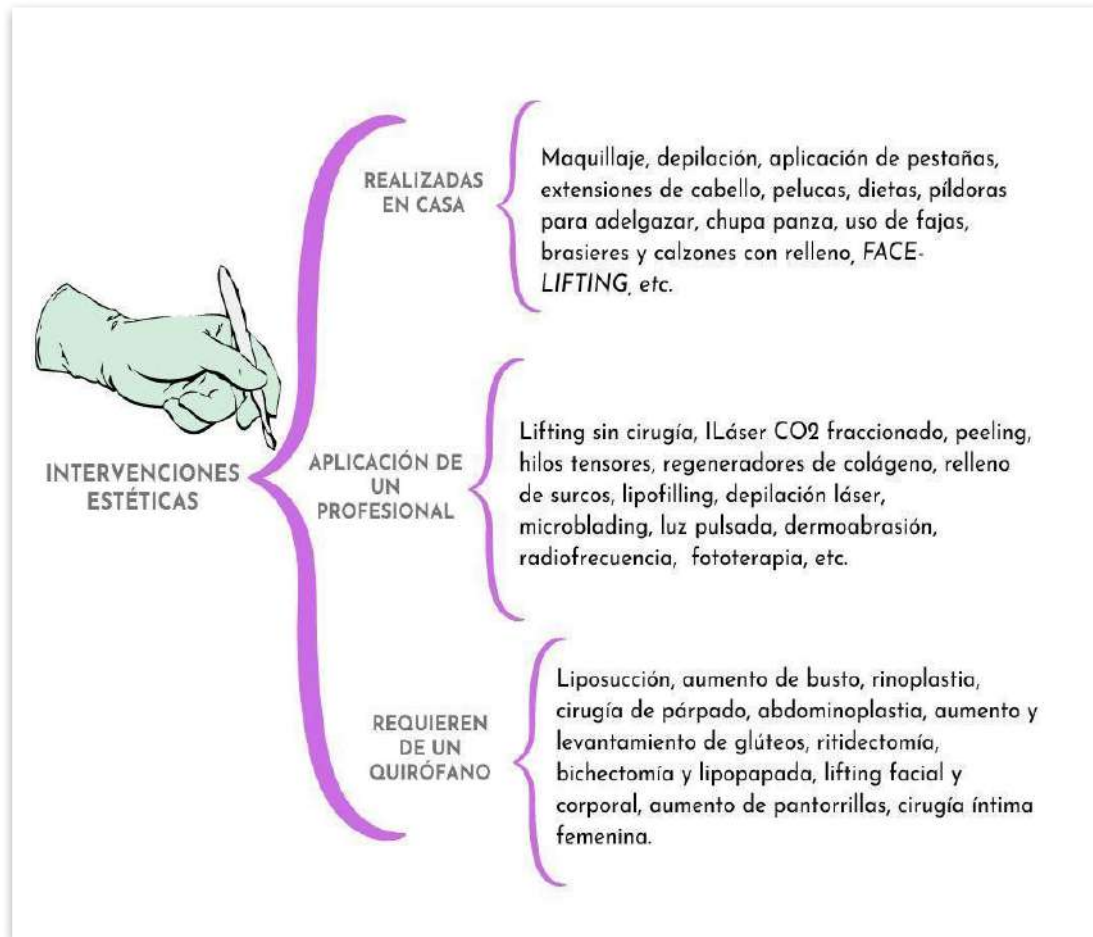 REALIZADAS
EN CASA
Maquillaje, depilación, aplicación de pestañas,
extensiones de cabello, pelucas, dietas, píldoras
para adelgazar, chupa panza, uso de fajas,
brasieres y calzones con relleno, FACE-
LIFTING, etc.
INTERVENCIONES
ESTÉTICAS
APLICACIÓN DE
UN
PROFESIONAL
Lifting sin cirugía, ILáser CO2 fraccionado, peeling,
hilos tensores, regeneradores de colágeno, relleno
de surcos, lipofilling, depilación láser,
microblading, luz pulsada, dermoabrasión,
radiofrecuencia, fototerapia, etc.
REQUIEREN
DE UN
QUIRÓFANO
Liposucción, aumento de busto, rinoplastia,
cirugía de párpado, abdominoplastia, aumento y
levantamiento de glúteos, ritidectomía,
bichectomía y lipopapada, lifting facial y
corporal, aumento de pantorrillas, cirugía íntima
femenina.